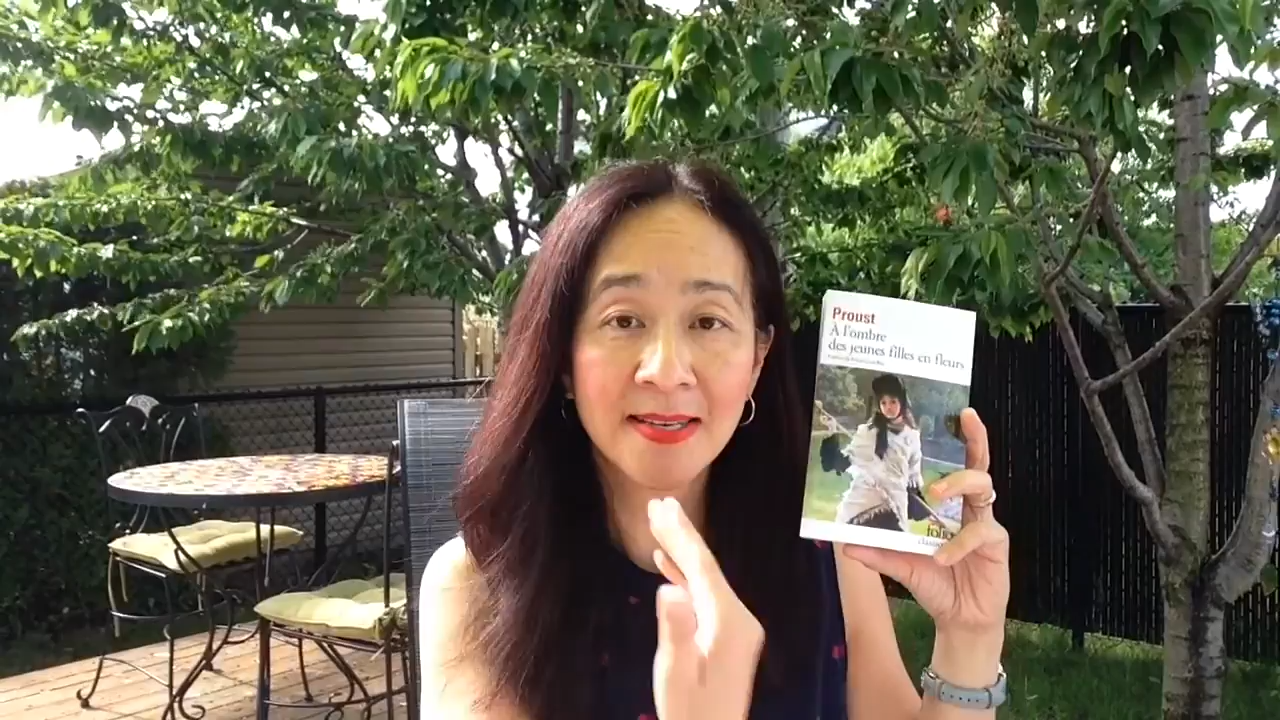 Proust
À l'ombre
des jeunes filles en fleurs
folio